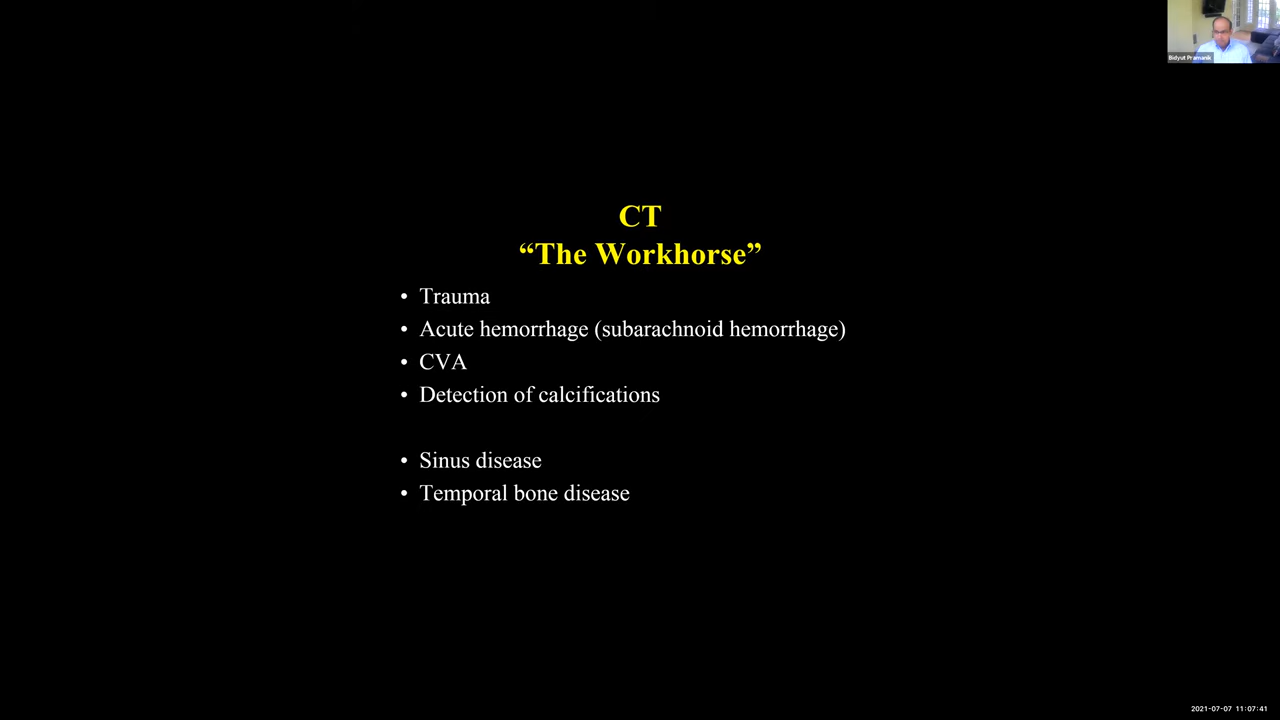 Bidyut Pramanik
CT
“The Workhorse”
• Trauma
• Acute hemorrhage (subarachnoid hemorrhage)
• CVA
• Detection of calcifications
• Sinus disease
• Temporal bone disease
2021-07-07 11:07:41